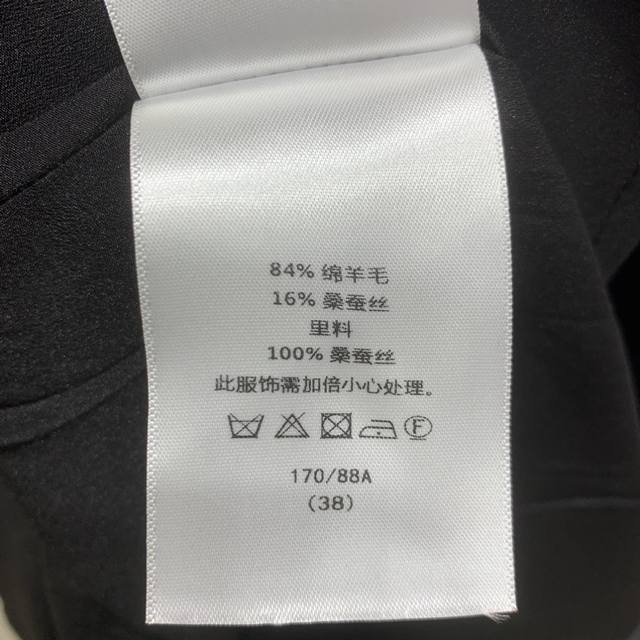 84% 绵羊毛
16% 桑蚕丝
里料
100% 桑蚕丝
此服饰需加倍小心处理。
F
170/88A
(38)